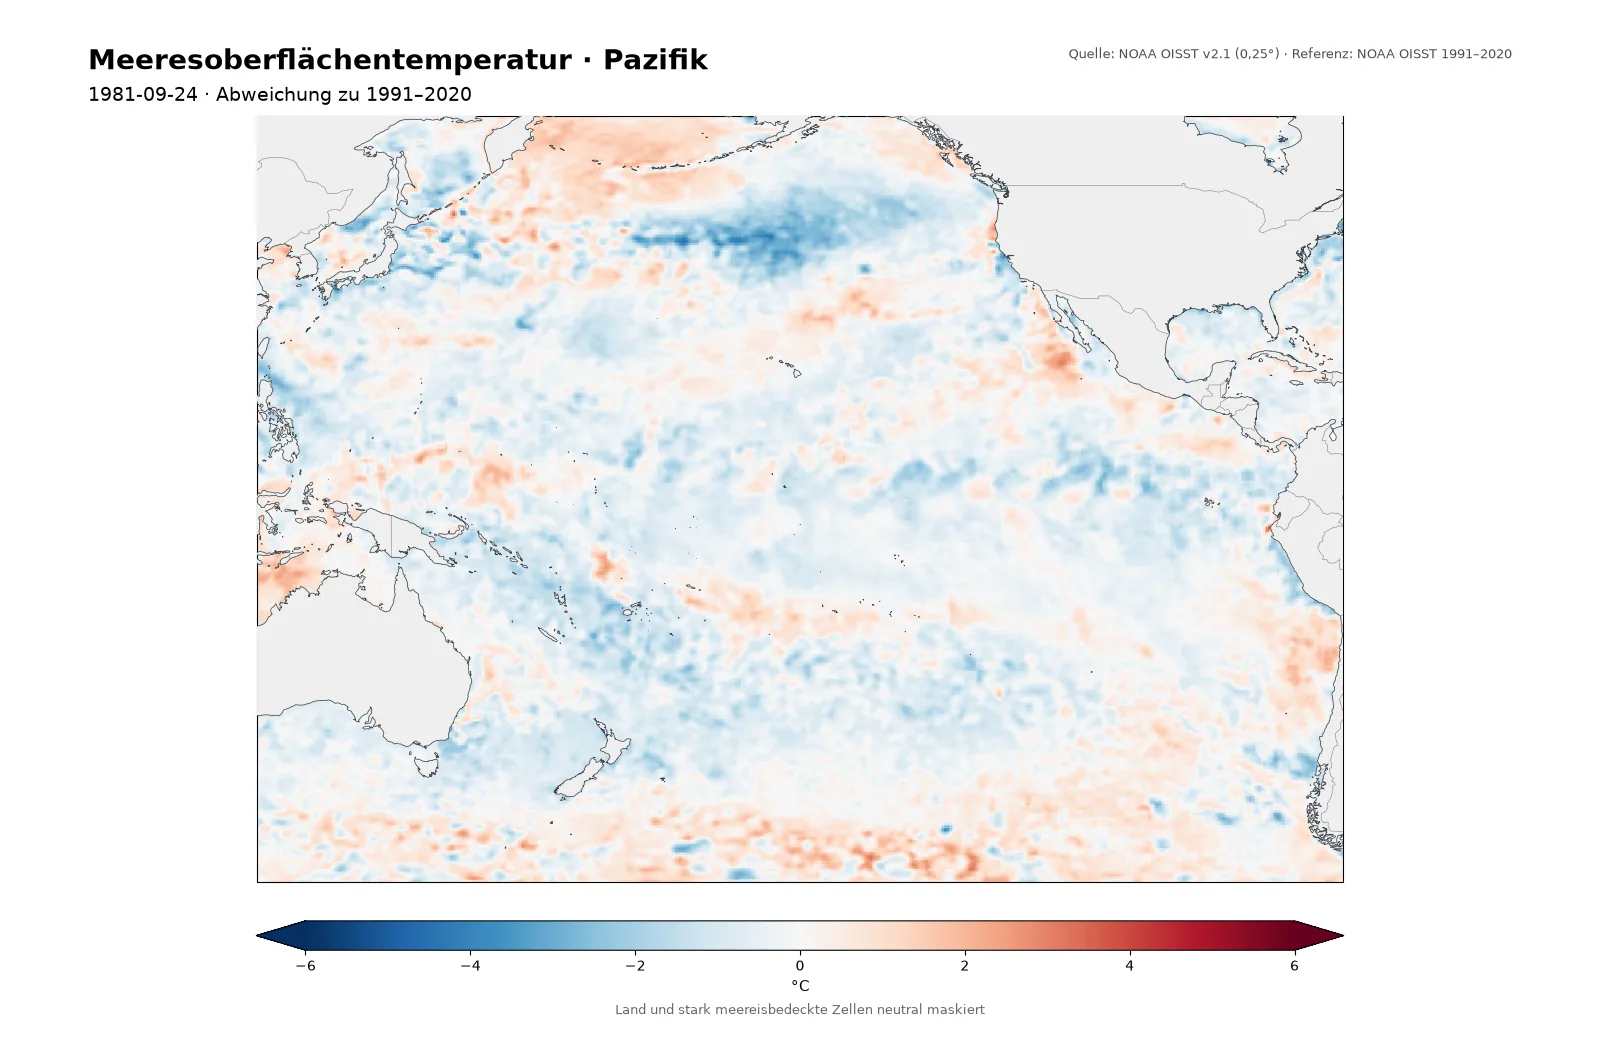 Meeresoberflächentemperatur · Pazifik
Quelle: NOAA OISST v2.1 (0,25°) · Referenz: NOAA OISST 1991–2020
1981-09-24 · Abweichung zu 1991–2020
−6 −4 −2 0 2 4 6
°C
Land und stark meereisbedeckte Zellen neutral maskiert